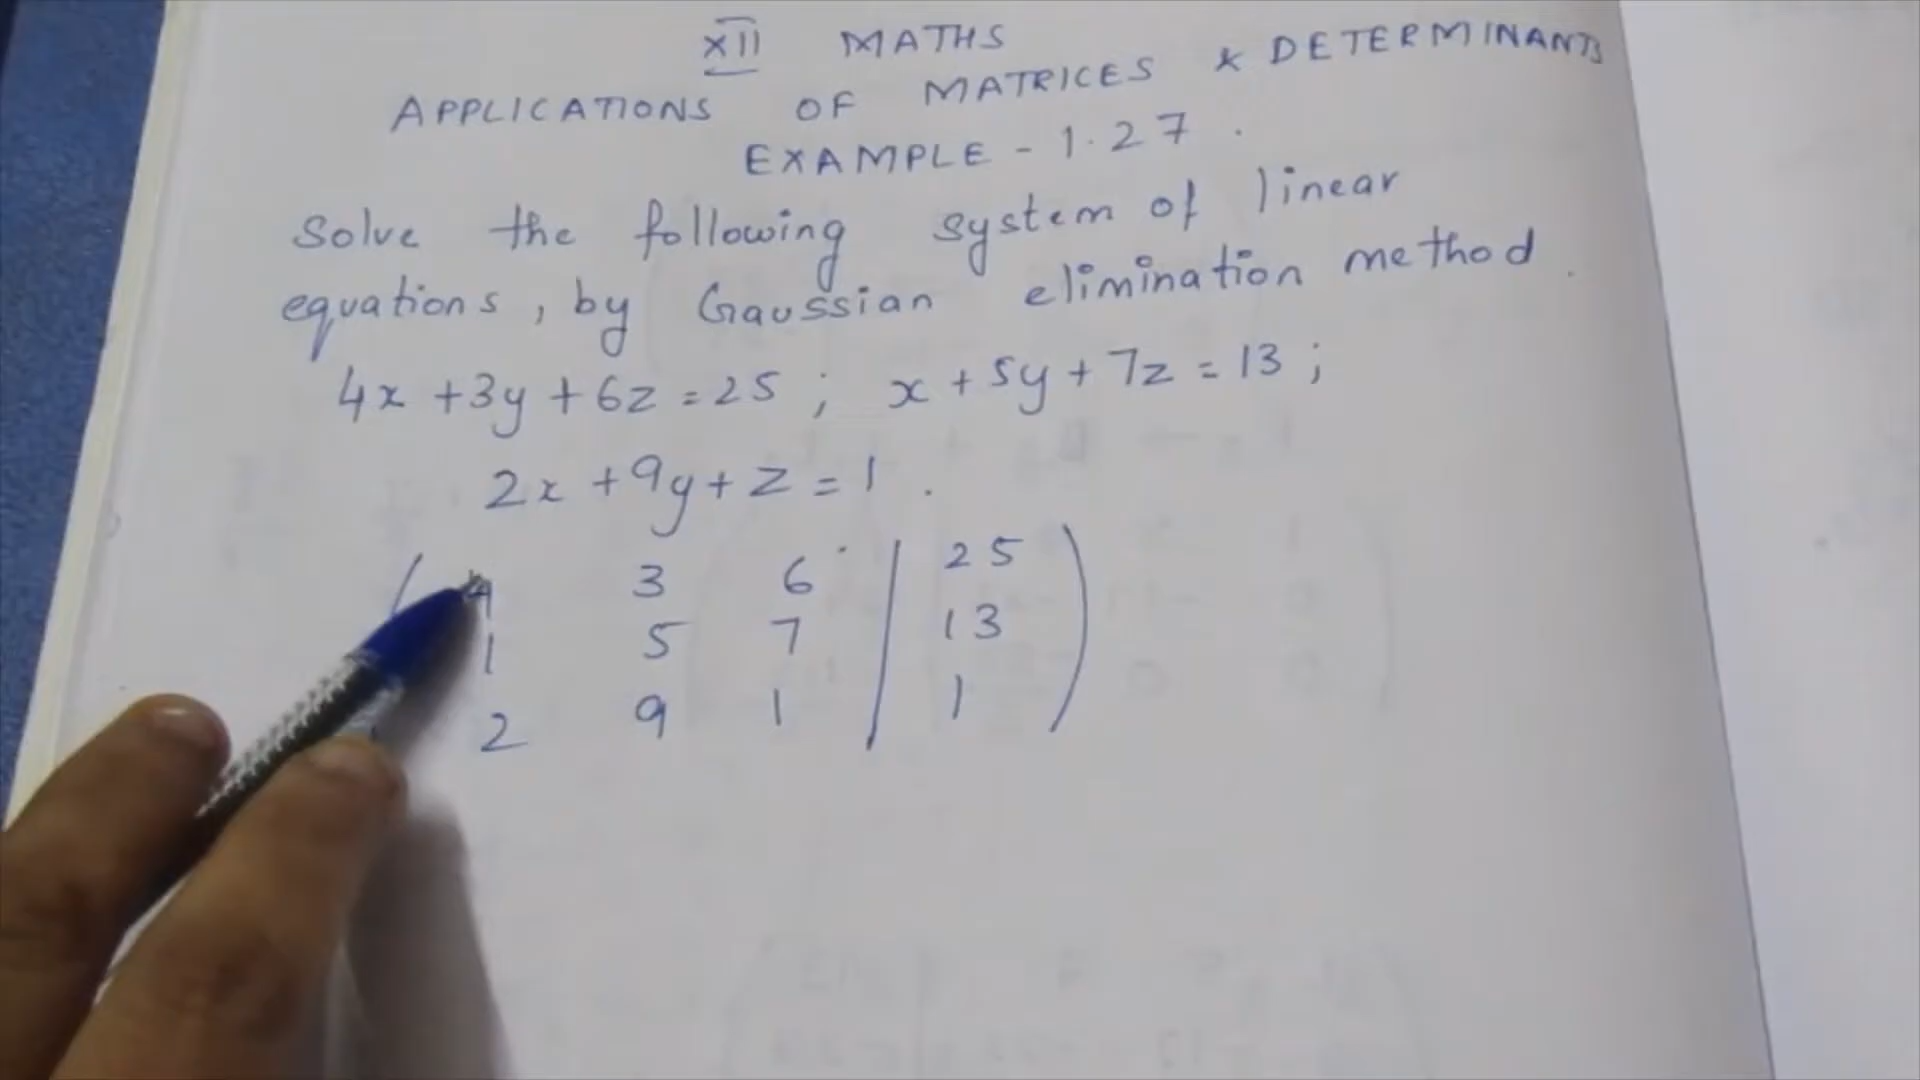 XII MATHS
APPLICATIONS OF MATRICES & DETERMINANTS
EXAMPLE - 1.27.
Solve the following system of linear
equations, by Gaussian elimination method.
4x + 3y + 6z = 25 ; x + 5y + 7z = 13 ;
2x + 9y + z = 1 .
( 4 3 6 | 25 )
1 5 7 | 13
2 9 1 | 1